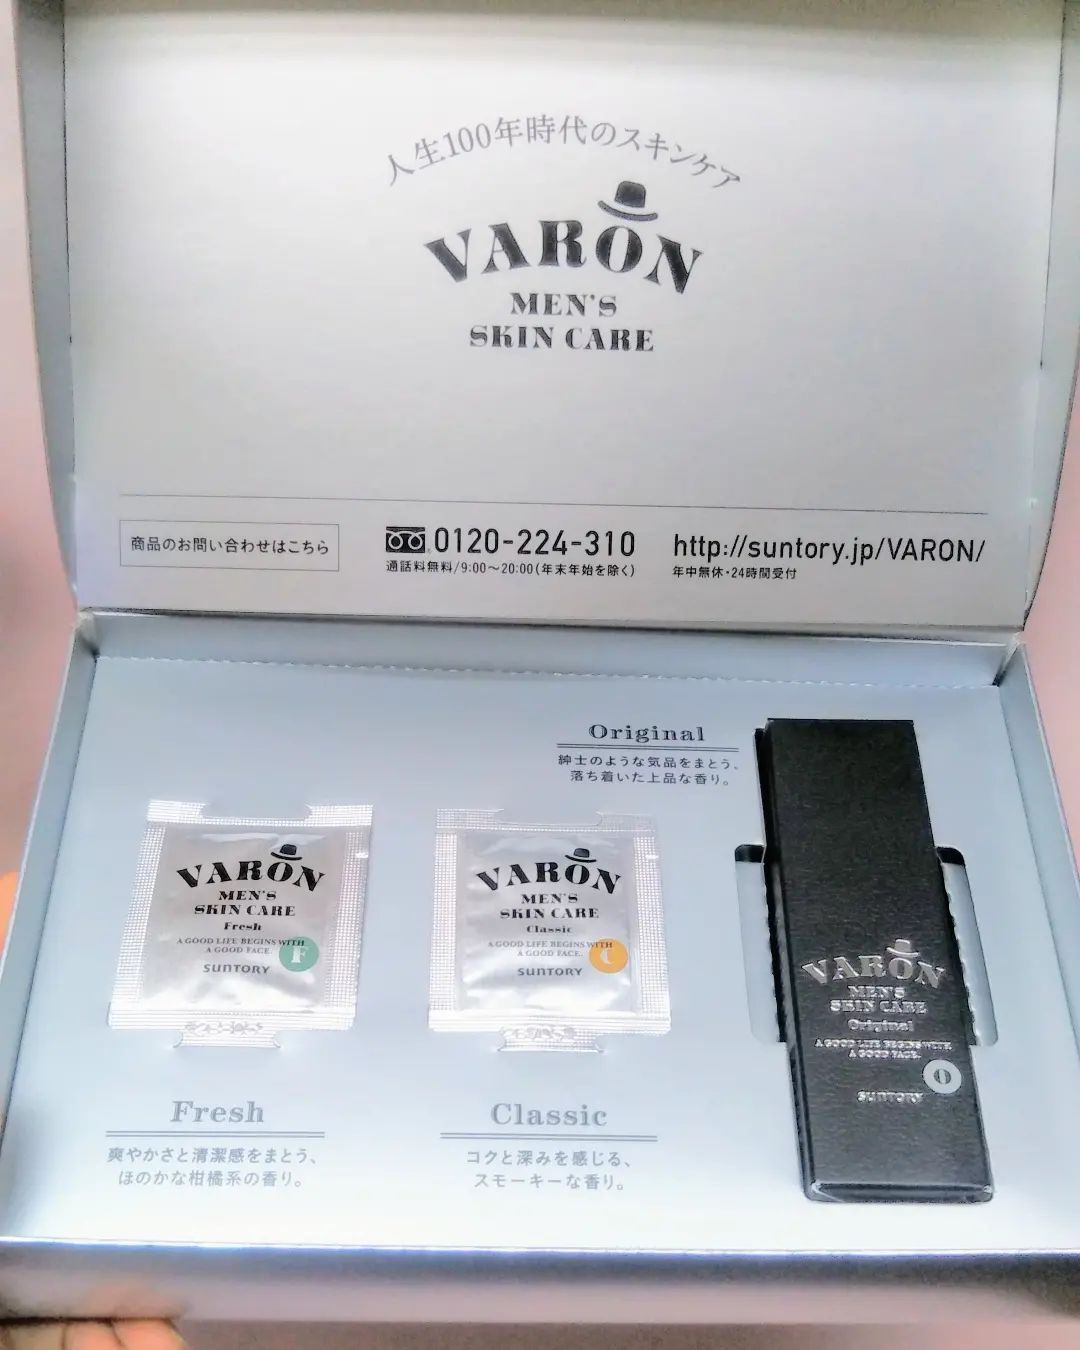 人生100年時代のスキンケア
VARON
MEN'S
SKIN CARE
商品のお問い合わせはこちら
0120-224-310
通話料無料/9:00〜20:00(年末年始を除く)
http://suntory.jp/VARON/
年中無休・24時間受付
Original
紳士のような気品をまとう、
落ち着いた上品な香り。
VARON
MEN'S
SKIN CARE
Fresh
A GOOD LIFE BEGINS WITH
A GOOD FACE.
F
SUNTORY
VARON
MEN'S
SKIN CARE
Classic
A GOOD LIFE BEGINS WITH
A GOOD FACE.
C
SUNTORY
VARON
MEN'S
SKIN CARE
Original
A GOOD LIFE BEGINS WITH
A GOOD FACE.
O
SUNTORY
Fresh
爽やかさと清潔感をまとう、
ほのかな柑橘系の香り。
Classic
コクと深みを感じる、
スモーキーな香り。